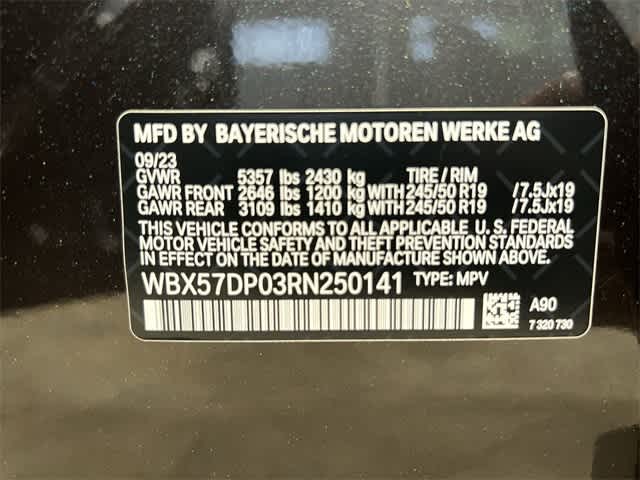 MFD BY BAYERISCHE MOTOREN WERKE AG
09/23
GVWR 5357 lbs 2430 kg TIRE / RIM
GAWR FRONT 2646 lbs 1200 kg WITH 245/50 R19 /7.5Jx19
GAWR REAR 3109 lbs 1410 kg WITH 245/50 R19 /7.5Jx19
THIS VEHICLE CONFORMS TO ALL APPLICABLE U. S. FEDERAL
MOTOR VEHICLE SAFETY AND THEFT PREVENTION STANDARDS
IN EFFECT ON THE DATE OF MANUFACTURE SHOWN ABOVE.
WBX57DP03RN250141 TYPE: MPV
A90
7 320 730